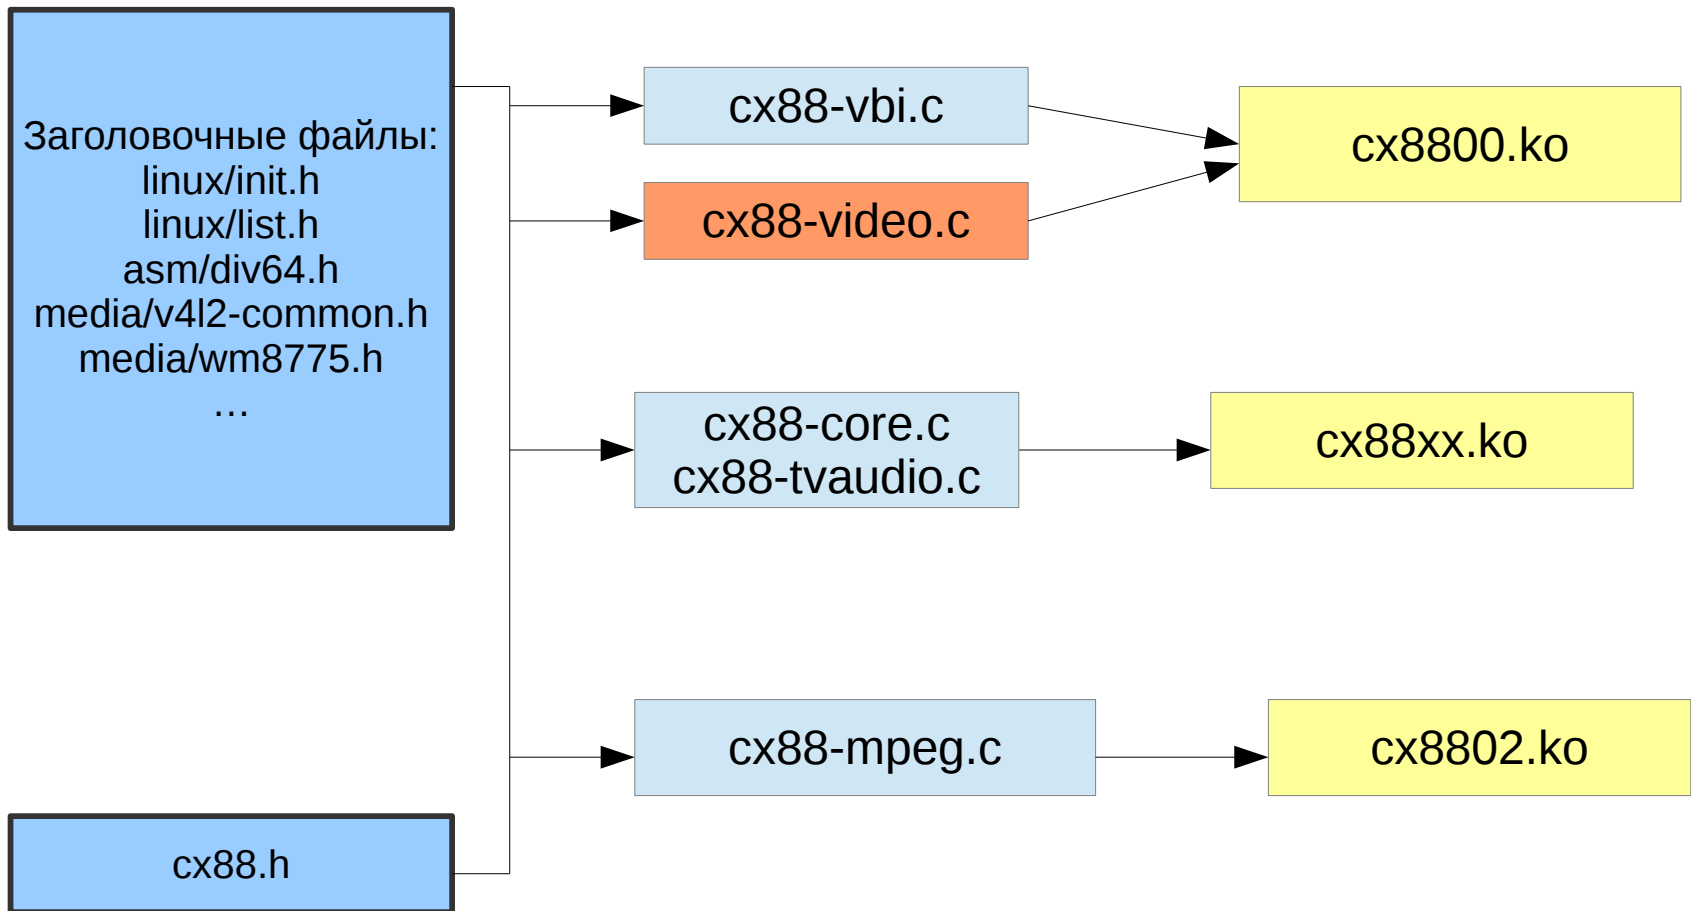 Заголовочные файлы:
linux/init.h
linux/list.h
asm/div64.h
media/v4l2-common.h
media/wm8775.h
…
cx88.h
cx88-vbi.c
cx88-video.c
cx88-core.c
cx88-tvaudio.c
cx88-mpeg.c
cx8800.ko
cx88xx.ko
cx8802.ko